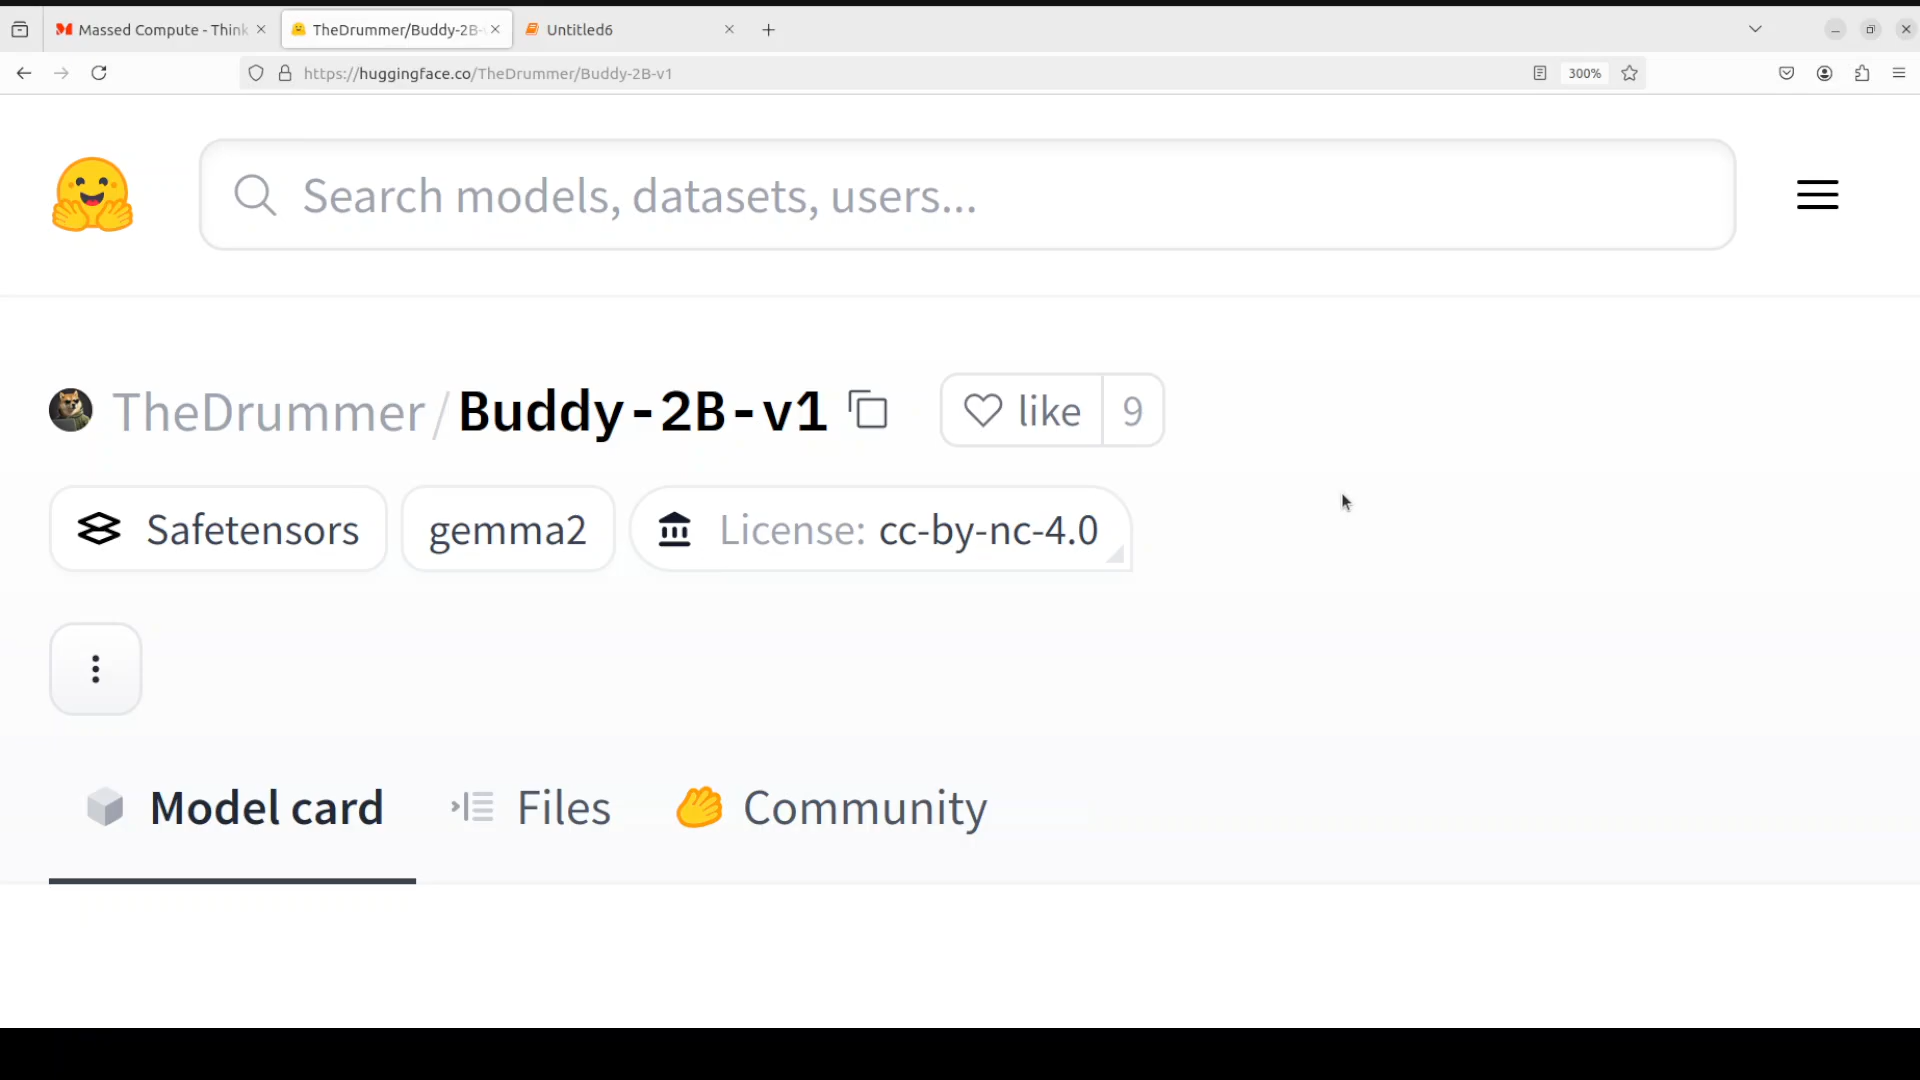 Massed Compute - Think
TheDrummer/Buddy-2B-
Untitled6
https://huggingface.co/TheDrummer/Buddy-2B-v1
300%
Search models, datasets, users...
TheDrummer/Buddy-2B-v1
like 9
Safetensors
gemma2
License: cc-by-nc-4.0
Model card
Files
Community